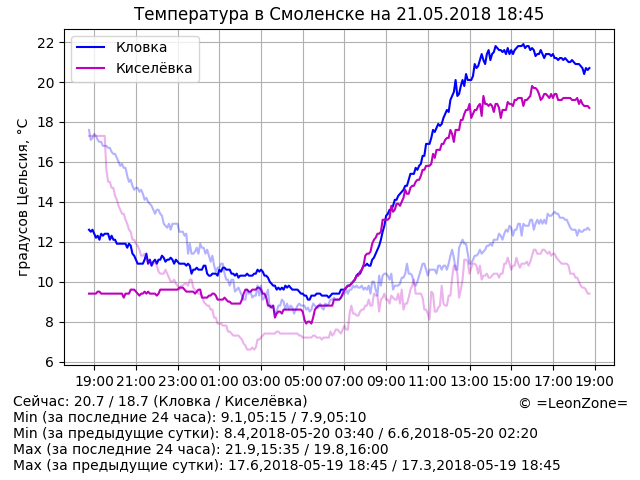 Температура в Смоленске на 21.05.2018 18:45
Кловка
Киселёвка
градусов Цельсия, °C
22
20
18
16
14
12
10
8
6
19:00 21:00 23:00 01:00 03:00 05:00 07:00 09:00 11:00 13:00 15:00 17:00 19:00
Сейчас: 20.7 / 18.7 (Кловка / Киселёвка)
© =LeonZone=
Min (за последние 24 часа): 9.1,05:15 / 7.9,05:10
Min (за предыдущие сутки): 8.4,2018-05-20 03:40 / 6.6,2018-05-20 02:20
Max (за последние 24 часа): 21.9,15:35 / 19.8,16:00
Max (за предыдущие сутки): 17.6,2018-05-19 18:45 / 17.3,2018-05-19 18:45